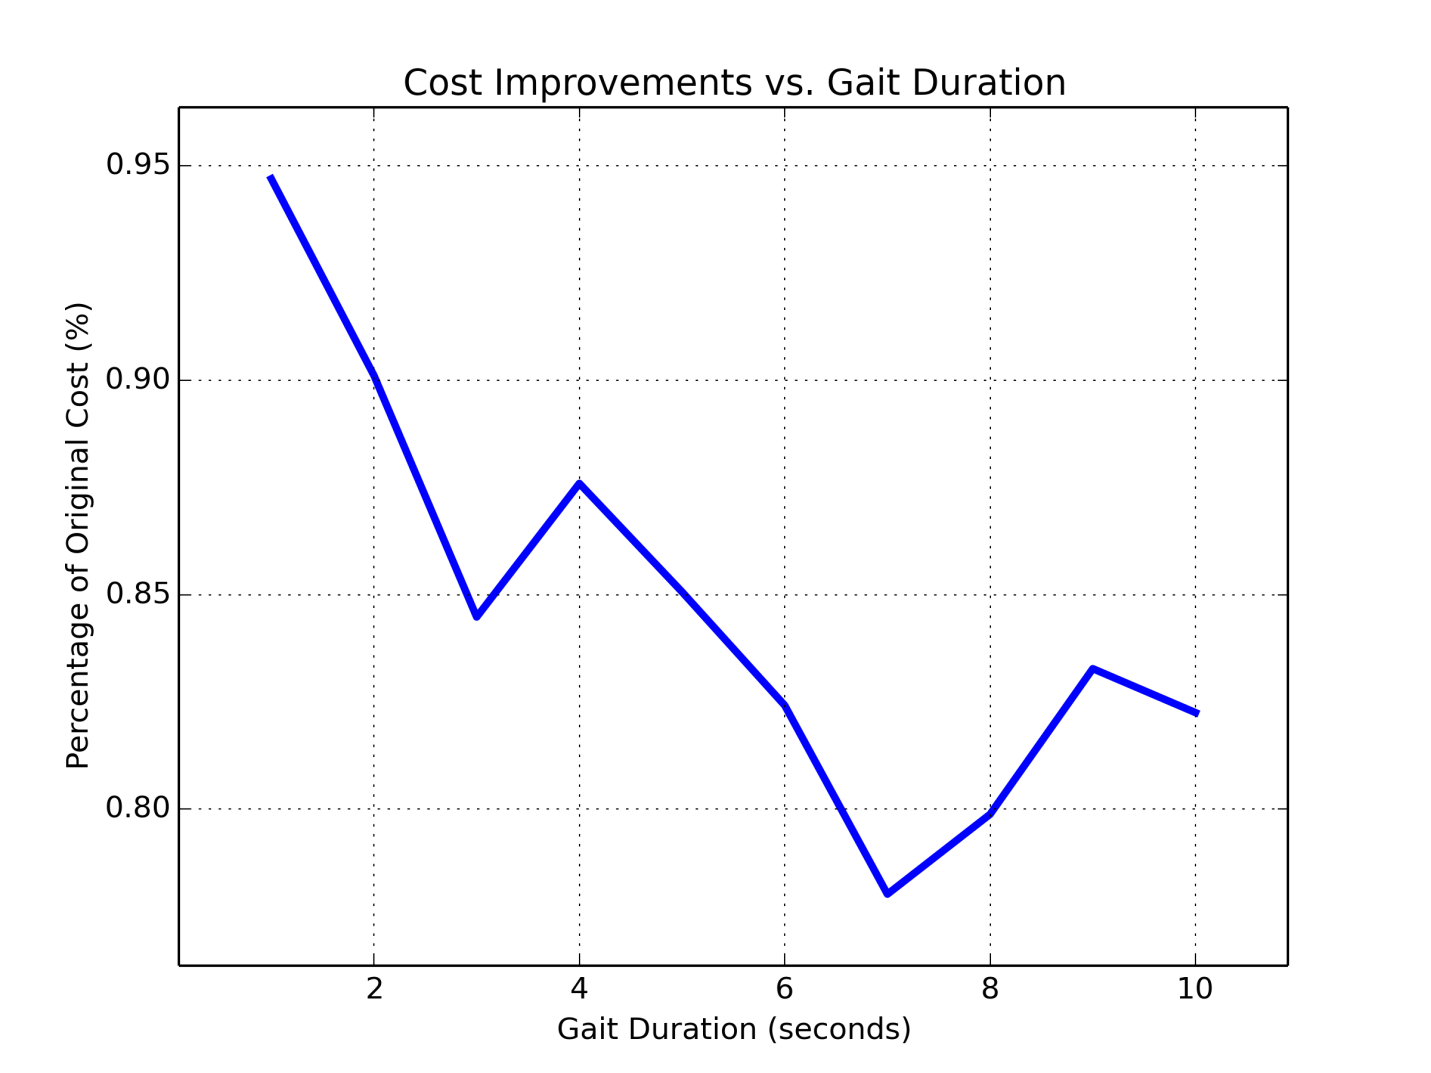 Cost Improvements vs. Gait Duration
Percentage of Original Cost (%)
0.95
0.90
0.85
0.80
2 4 6 8 10
Gait Duration (seconds)